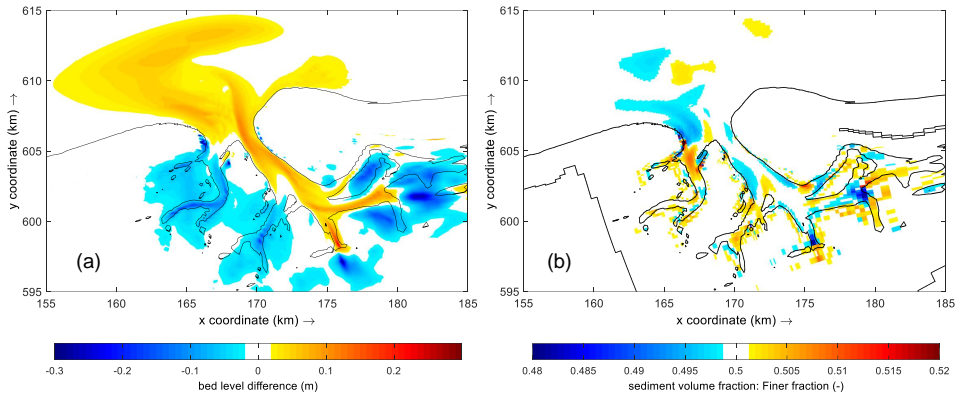 615
610
605
600
595
y coordinate (km) →
(a)
155 160 165 170 175 180 185
x coordinate (km) →
-0.3 -0.2 -0.1 0 0.1 0.2
bed level difference (m)
615
610
605
600
595
y coordinate (km) →
(b)
155 160 165 170 175 180 185
x coordinate (km) →
0.48 0.485 0.49 0.495 0.5 0.505 0.51 0.515 0.52
sediment volume fraction: Finer fraction (-)